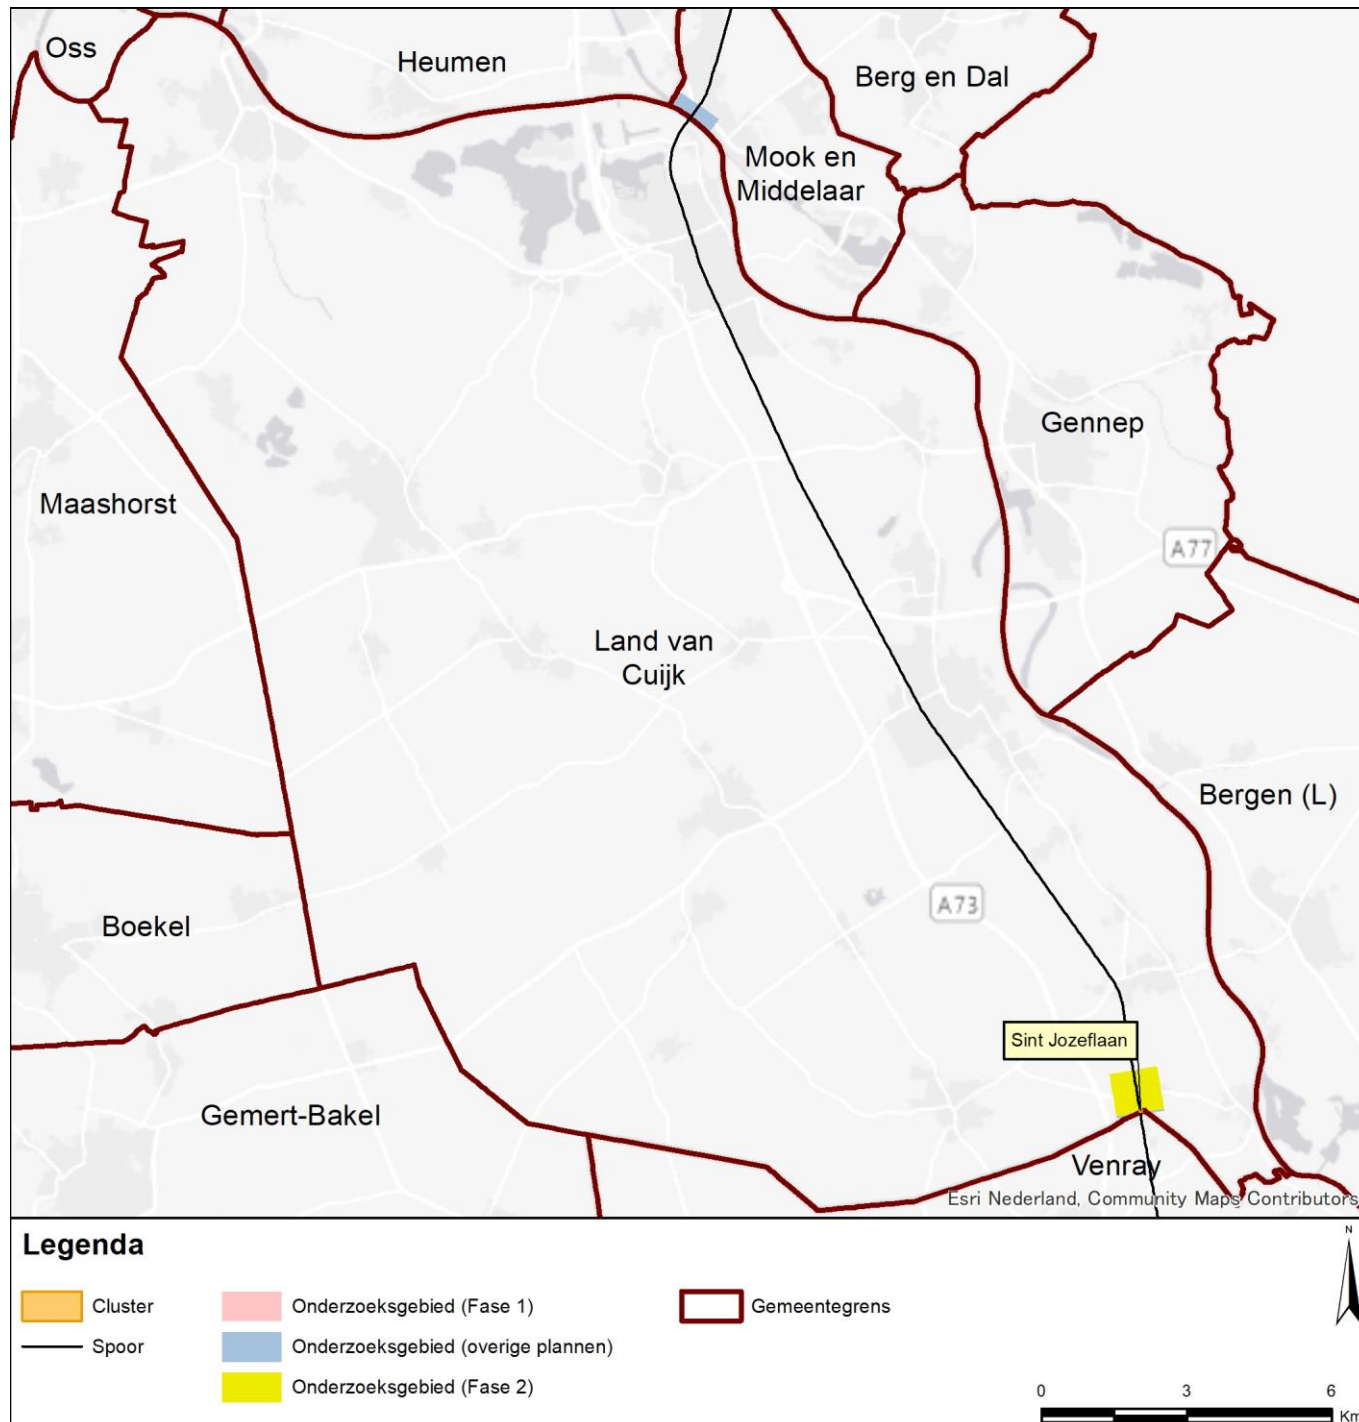 Oss
Heumen
Berg en Dal
Mook en
Middelaar
Gennep
Maashorst
A77
Land van
Cuijk
Bergen (L)
A73
Boekel
Sint Jozeflaan
Gemert-Bakel
Venray
Esri Nederland, Community Maps Contributors
Legenda
N
Cluster
Onderzoeksgebied (Fase 1)
Gemeentegrens
Spoor
Onderzoeksgebied (overige plannen)
Onderzoeksgebied (Fase 2)
0 3 6
Km